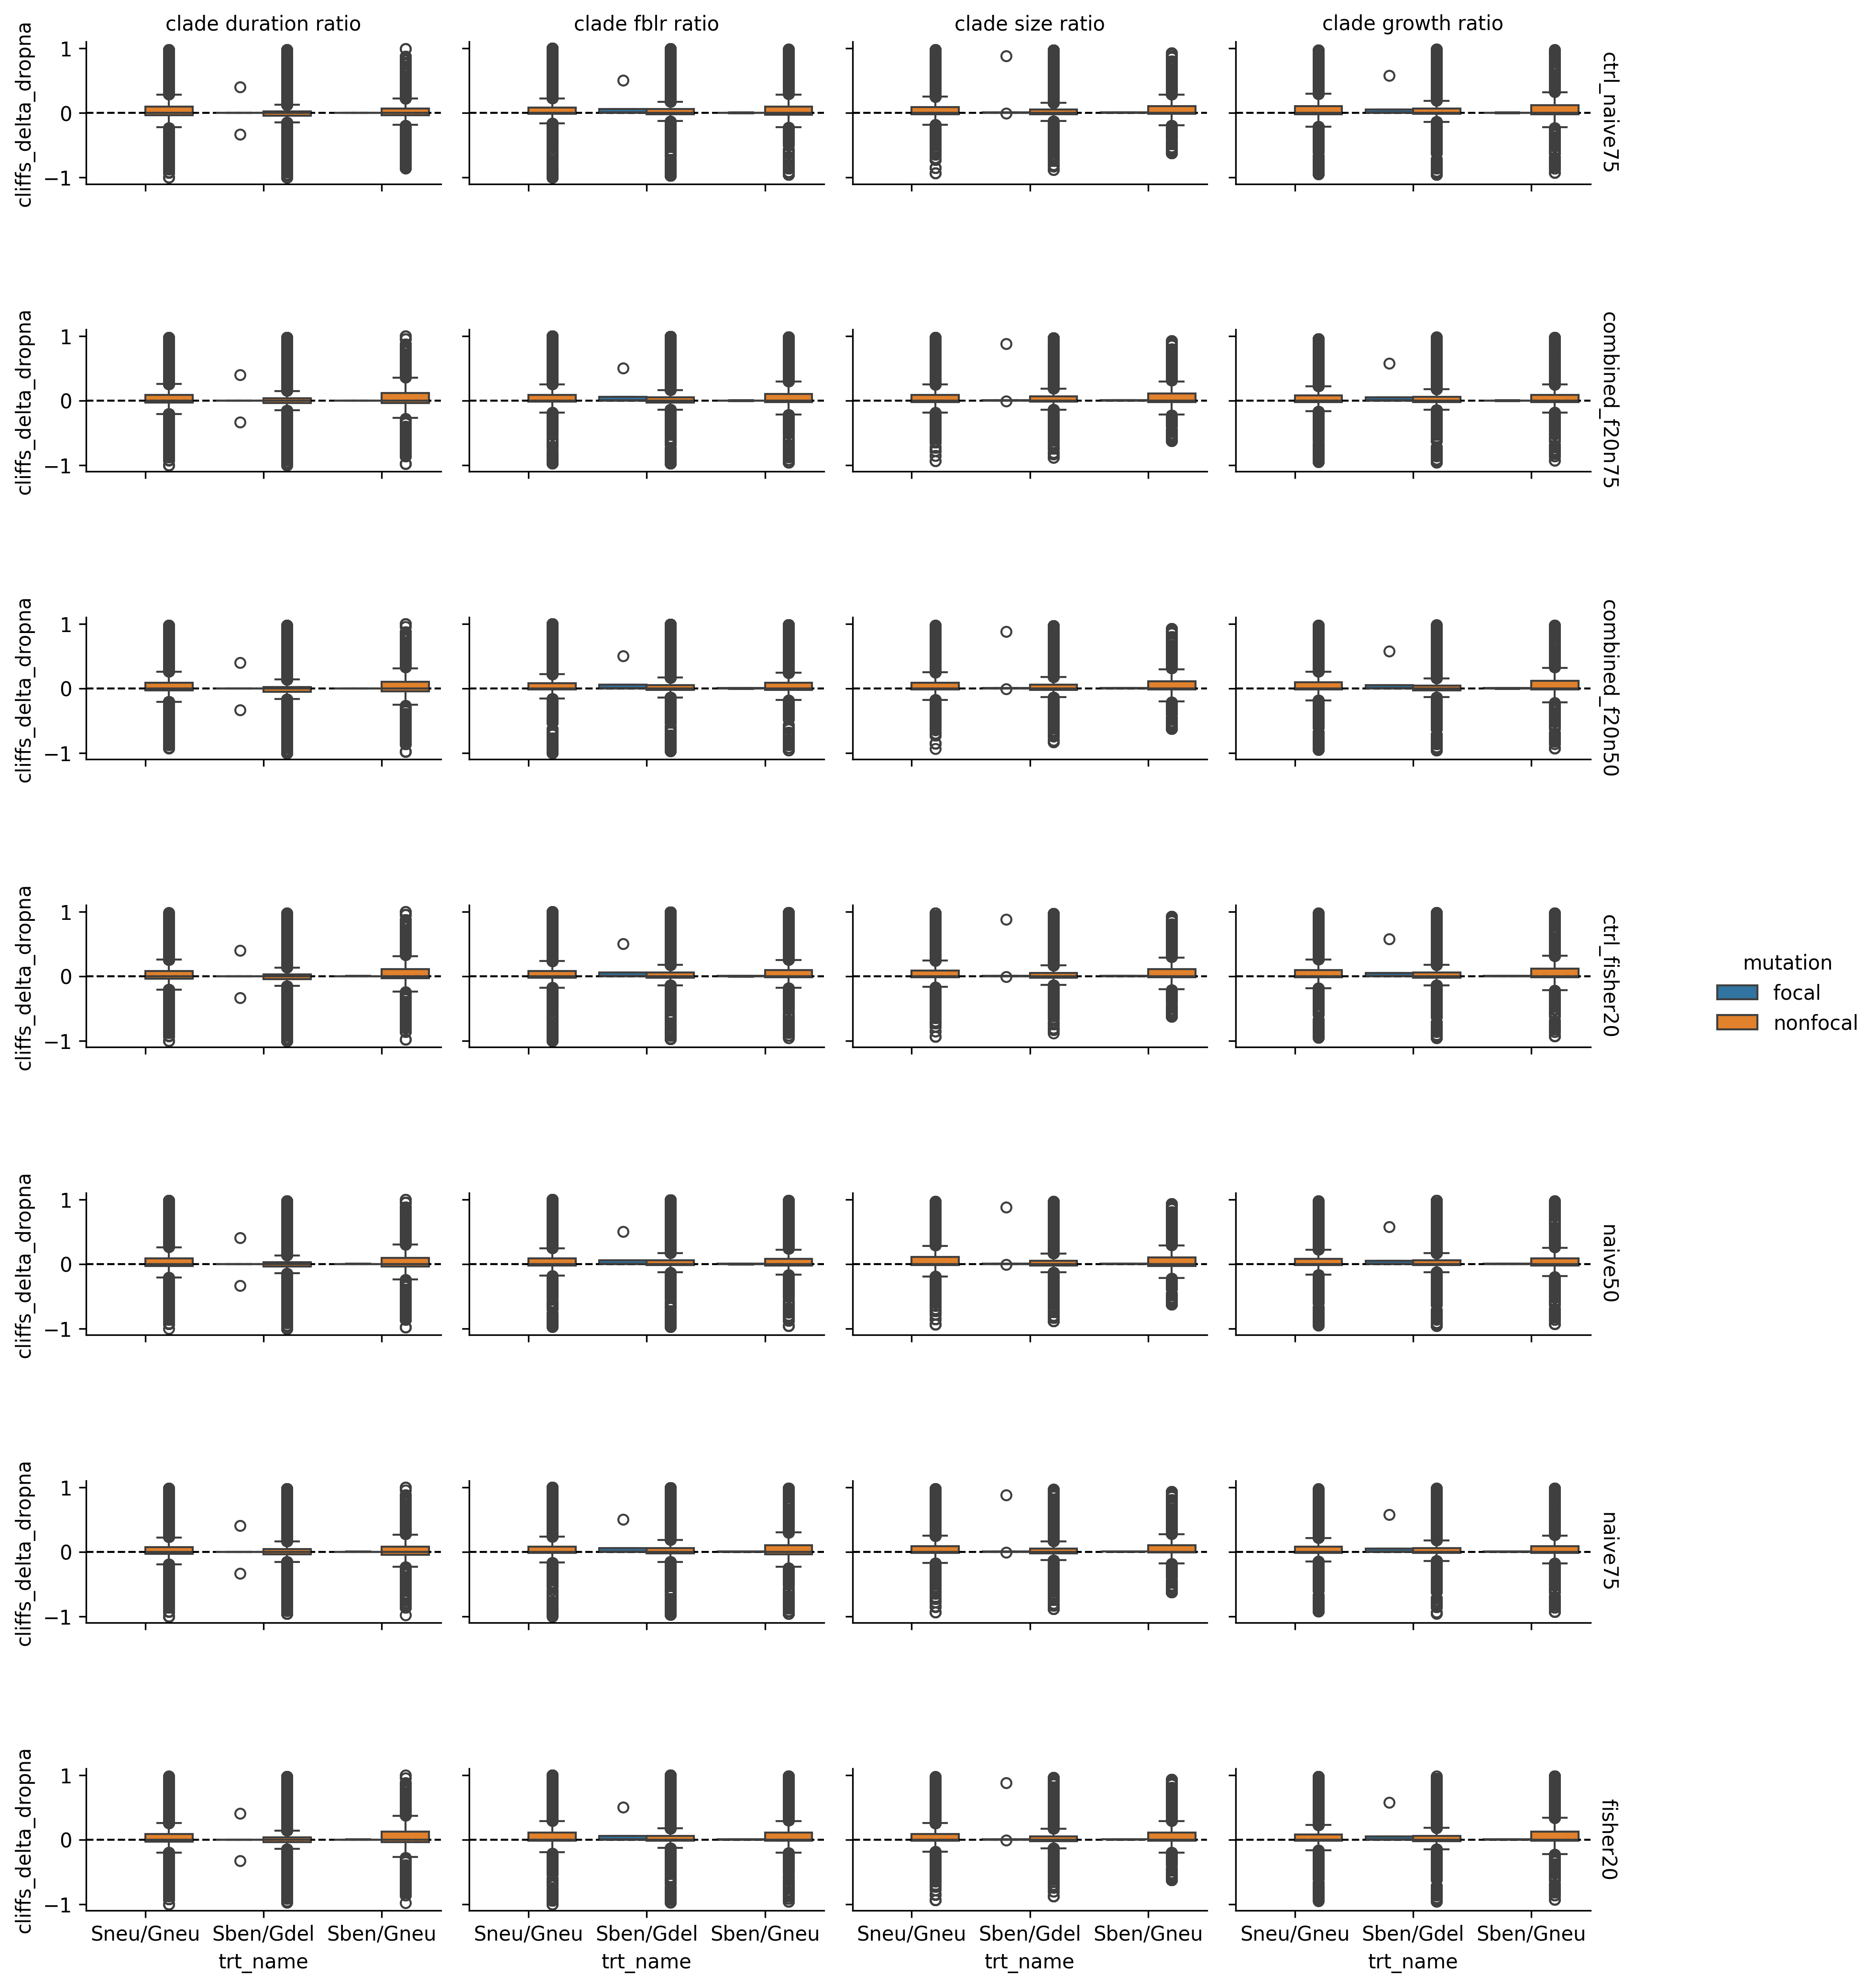 clade duration ratio clade fblr ratio clade size ratio clade growth ratio
cliffs_delta_dropna 1 0 −1 ctrl_naive75
cliffs_delta_dropna 1 0 −1 combined_f20n75
cliffs_delta_dropna 1 0 −1 combined_f20n50
cliffs_delta_dropna 1 0 −1 ctrl_fisher20
mutation
focal
nonfocal
cliffs_delta_dropna 1 0 −1 naive50
cliffs_delta_dropna 1 0 −1 naive75
cliffs_delta_dropna 1 0 −1 fisher20
Sneu/Gneu Sben/Gdel Sben/Gneu Sneu/Gneu Sben/Gdel Sben/Gneu Sneu/Gneu Sben/Gdel Sben/Gneu Sneu/Gneu Sben/Gdel Sben/Gneu
trt_name trt_name trt_name trt_name